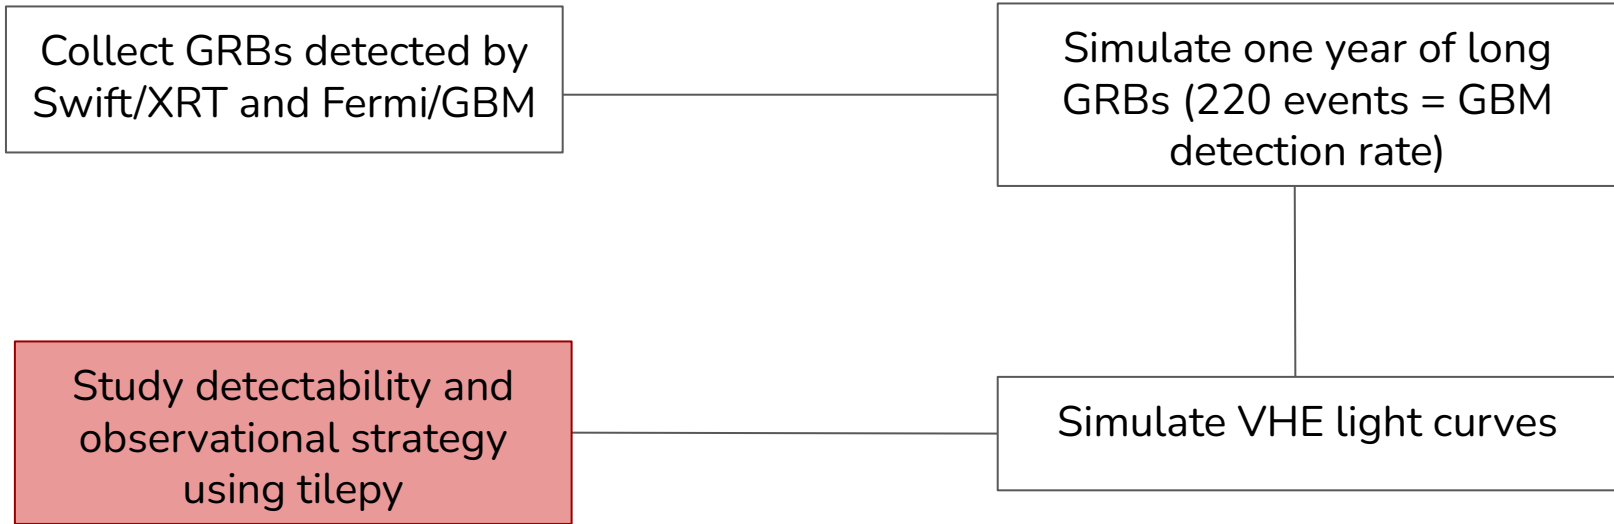 Collect GRBs detected by
Swift/XRT and Fermi/GBM
Simulate one year of long
GRBs (220 events = GBM
detection rate)
Simulate VHE light curves
Study detectability and
observational strategy
using tilepy